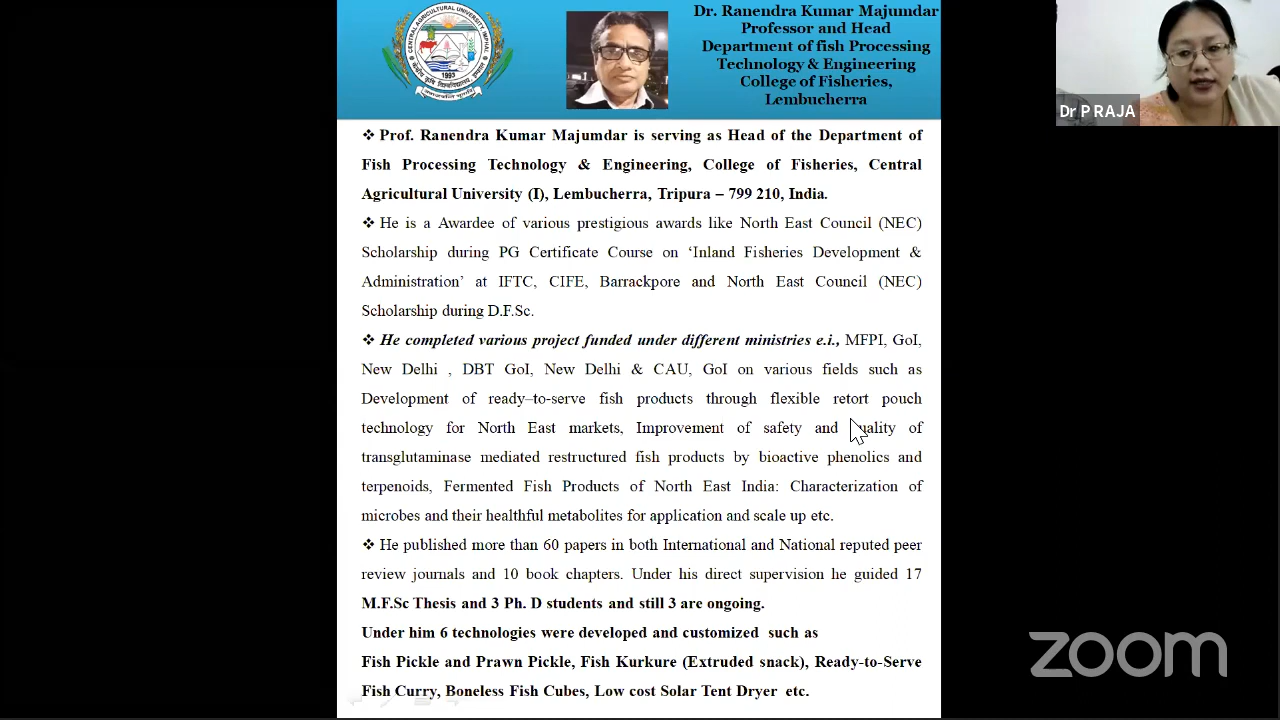 CENTRAL AGRICULTURAL UNIVERSITY, IMPHAL
1993
Dr. Ranendra Kumar Majumdar
Professor and Head
Department of fish Processing
Technology & Engineering
College of Fisheries,
Lembucherra
Dr P RAJA
❖ Prof. Ranendra Kumar Majumdar is serving as Head of the Department of
Fish Processing Technology & Engineering, College of Fisheries, Central
Agricultural University (I), Lembucherra, Tripura – 799 210, India.
❖ He is a Awardee of various prestigious awards like North East Council (NEC)
Scholarship during PG Certificate Course on ‘Inland Fisheries Development &
Administration’ at IFTC, CIFE, Barrackpore and North East Council (NEC)
Scholarship during D.F.Sc.
❖ He completed various project funded under different ministries e.i., MFPI, GoI,
New Delhi , DBT GoI, New Delhi & CAU, GoI on various fields such as
Development of ready–to-serve fish products through flexible retort pouch
technology for North East markets, Improvement of safety and quality of
transglutaminase mediated restructured fish products by bioactive phenolics and
terpenoids, Fermented Fish Products of North East India: Characterization of
microbes and their healthful metabolites for application and scale up etc.
❖ He published more than 60 papers in both International and National reputed peer
review journals and 10 book chapters. Under his direct supervision he guided 17
M.F.Sc Thesis and 3 Ph. D students and still 3 are ongoing.
Under him 6 technologies were developed and customized such as
Fish Pickle and Prawn Pickle, Fish Kurkure (Extruded snack), Ready-to-Serve
Fish Curry, Boneless Fish Cubes, Low cost Solar Tent Dryer etc.
zoom